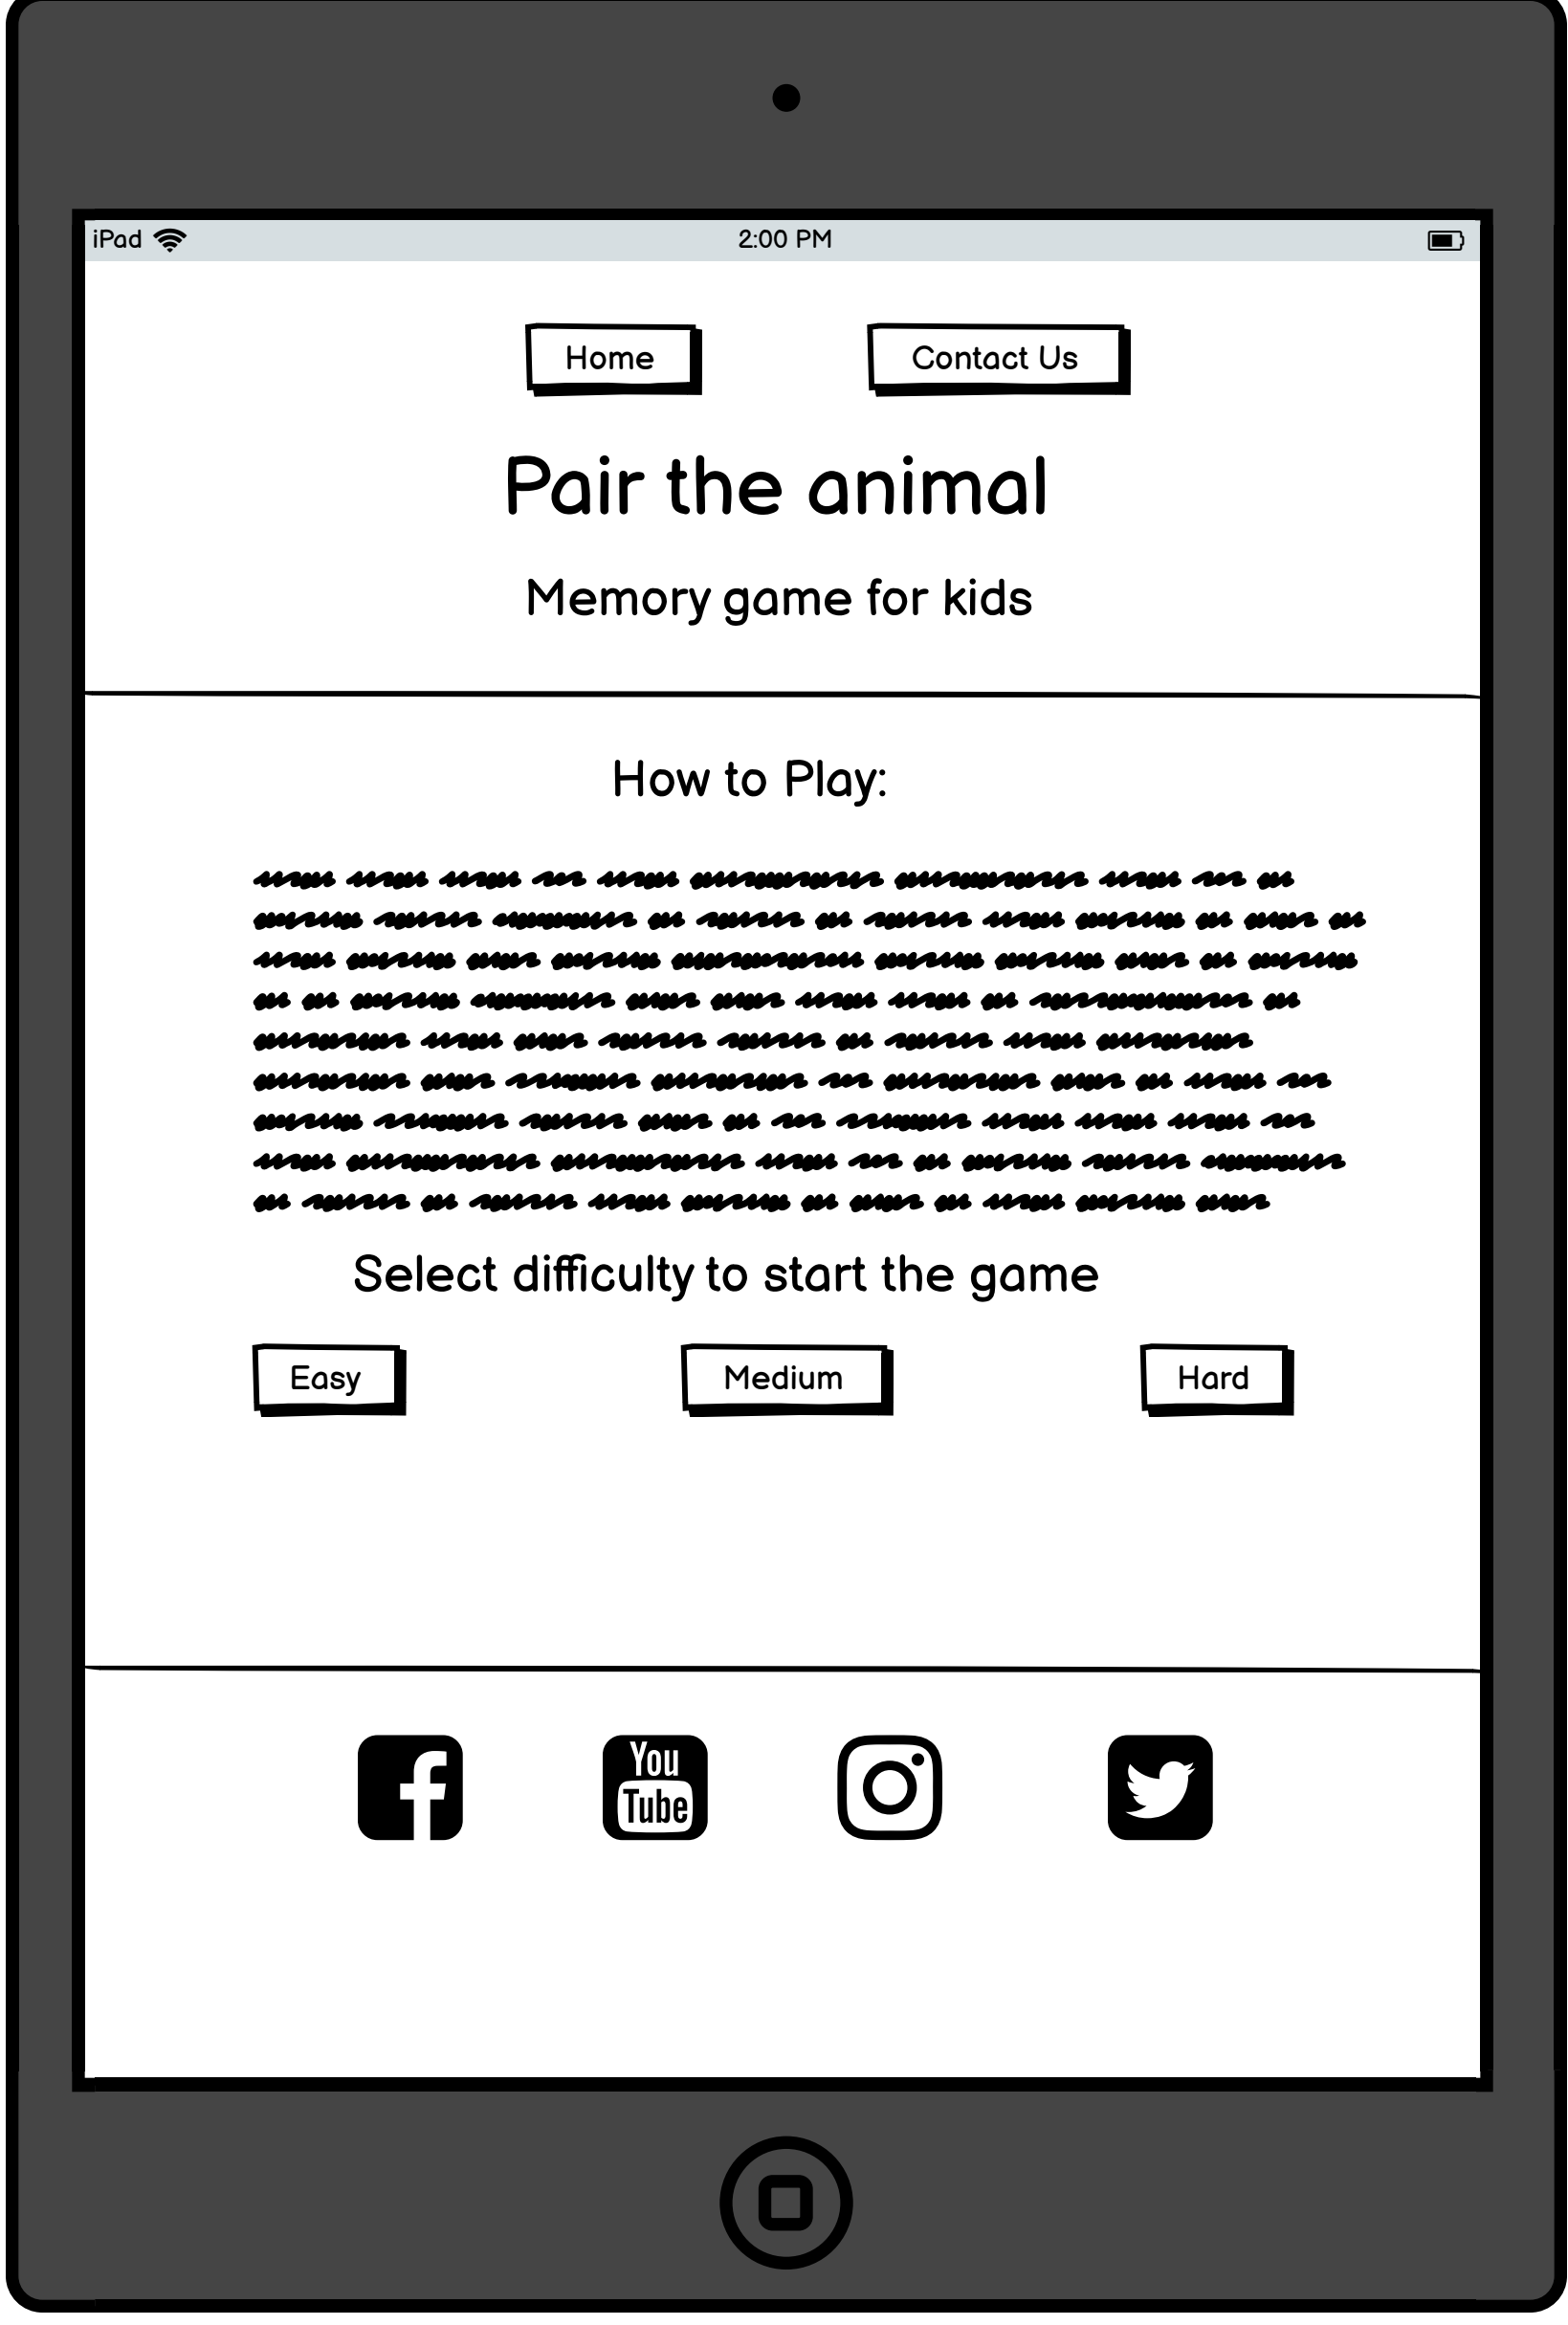 iPad 2:00 PM
Home Contact Us
Pair the animal
Memory game for kids
How to Play:
Select difficulty to start the game
Easy Medium Hard
You
Tube